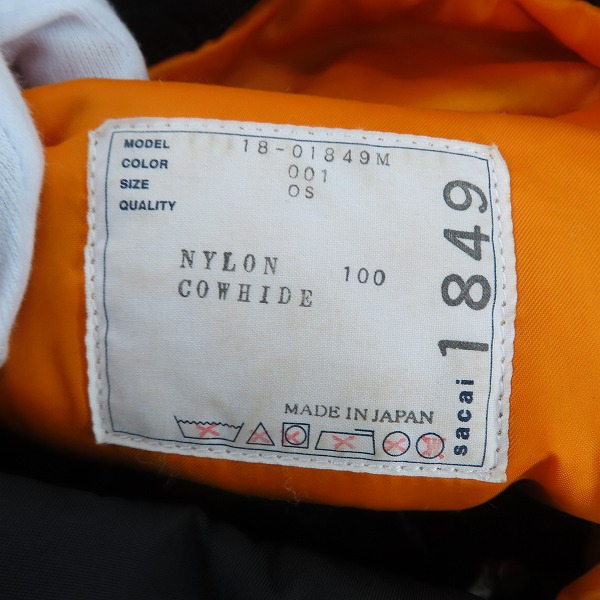 MODEL 18-01849M
COLOR 001
SIZE OS
QUALITY
NYLON 100
COWHIDE
MADE IN JAPAN
sacai 1849